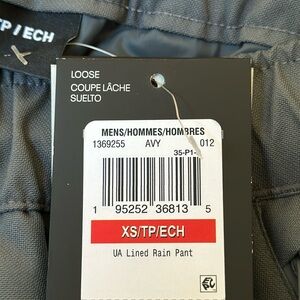 TP / ECH
LOOSE
COUPE LÂCHE
SUELTO
MENS/HOMMES/HOMBRES
1369255 AVY 012
35-P1-
1 95252 36813 5
XS/TP/ECH
UA Lined Rain Pant